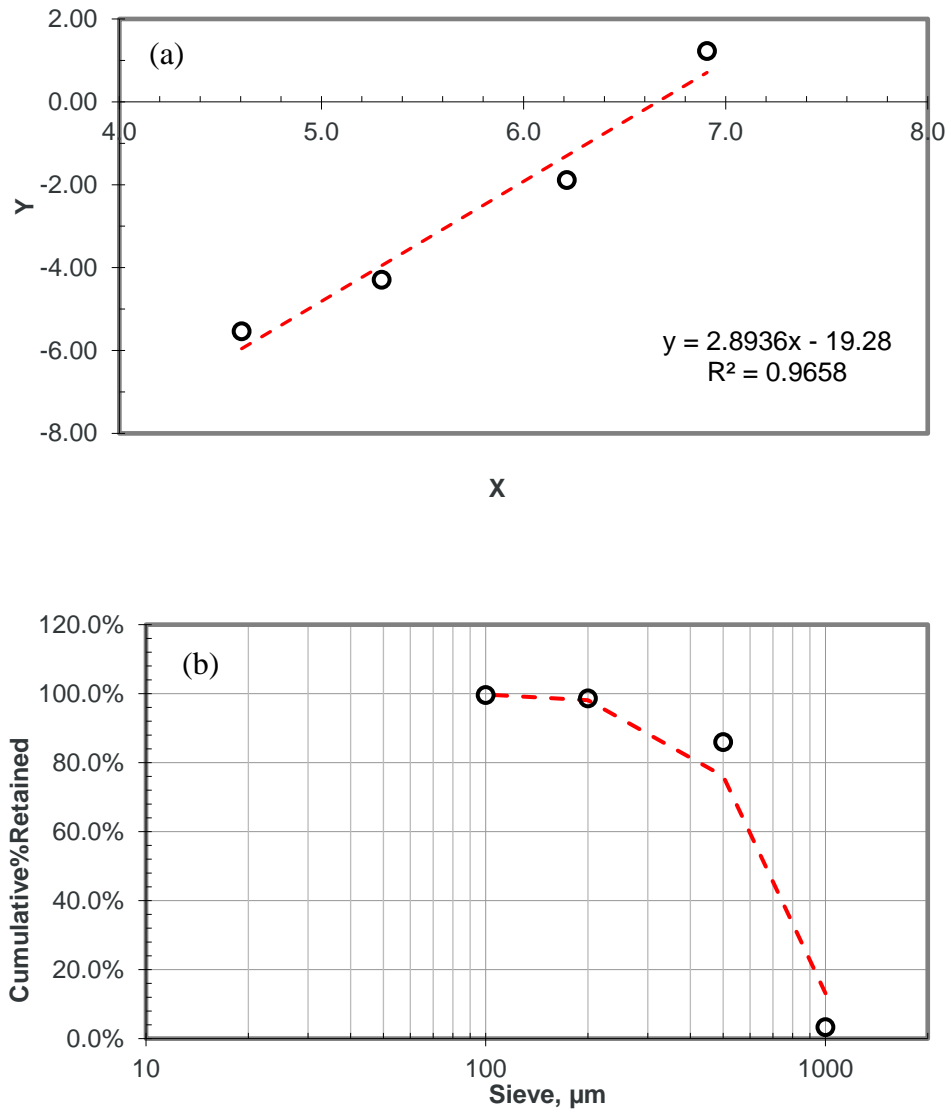 2.00
(a)
0.00
4.0 5.0 6.0 7.0 8.0
-2.00
Y
-4.00
-6.00
y = 2.8936x - 19.28
R² = 0.9658
-8.00
X
120.0%
(b)
100.0%
80.0%
60.0%
40.0%
20.0%
0.0%
Cumulative%Retained
10 100 1000
Sieve, µm